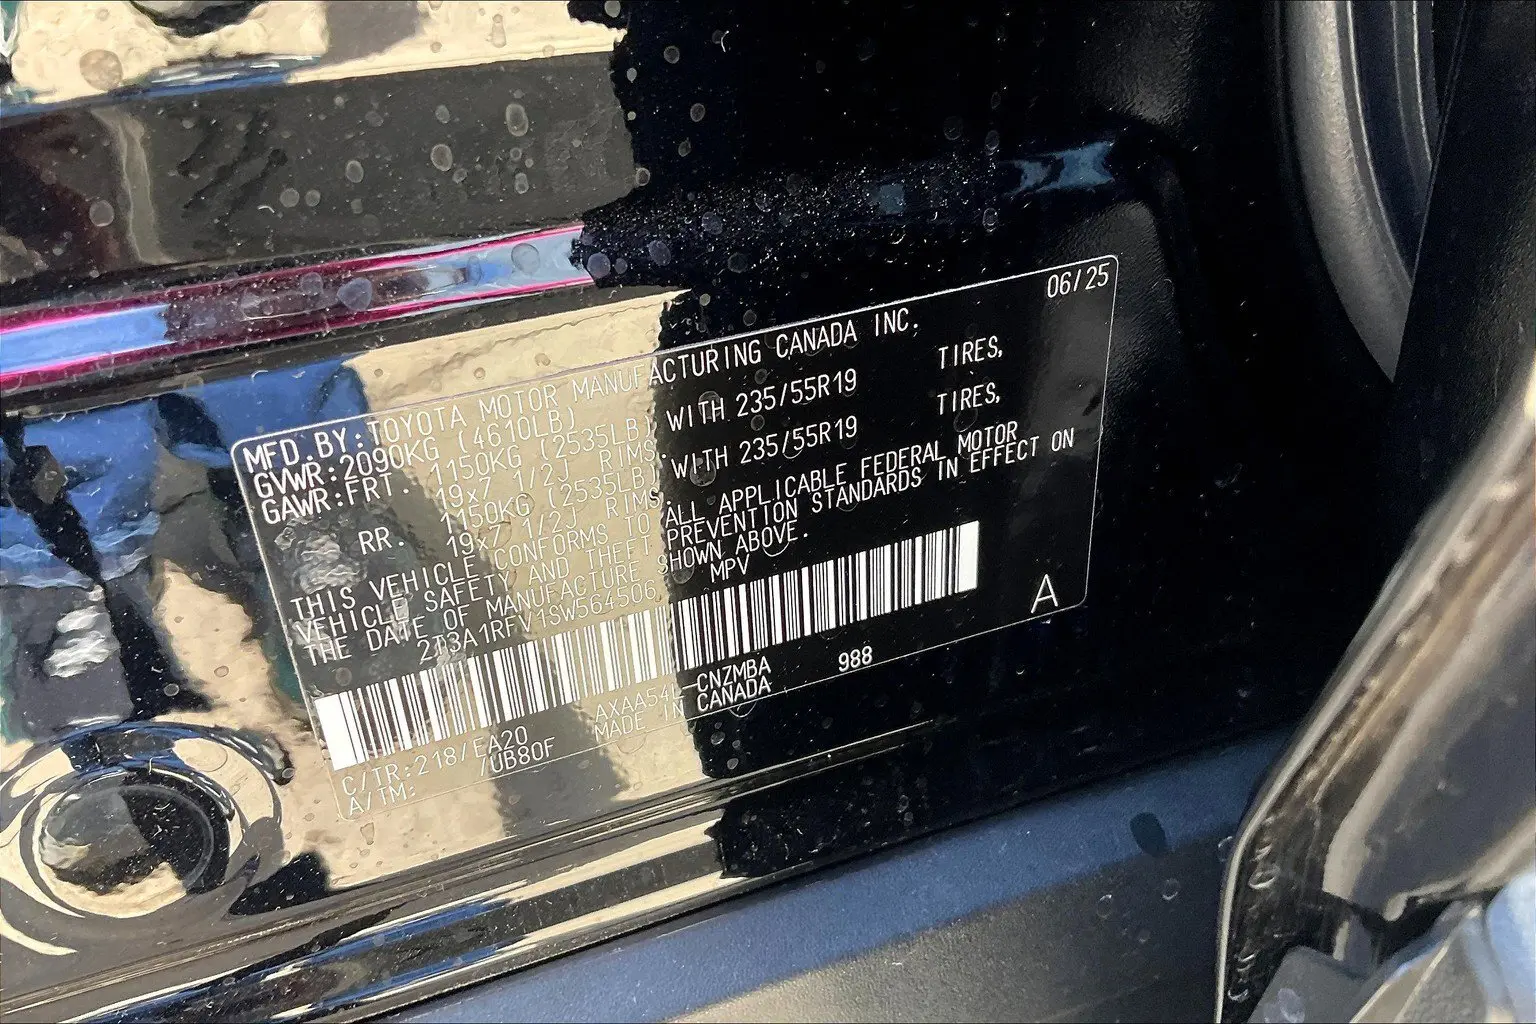 06/25
MFD.BY:TOYOTA MOTOR MANUFACTURING CANADA INC.
GVWR:2090KG (4610LB)
GAWR:FRT. 1150KG (2535LB) WITH 235/55R19 TIRES,
19x7 1/2J RIMS.
RR. 1150KG (2535LB) WITH 235/55R19 TIRES,
19x7 1/2J RIMS.
THIS VEHICLE CONFORMS TO ALL APPLICABLE FEDERAL MOTOR
VEHICLE SAFETY AND THEFT PREVENTION STANDARDS IN EFFECT ON
THE DATE OF MANUFACTURE SHOWN ABOVE.
2T3A1RFV1SW564506 MPV
A
C/TR:218/EA20 AXAA54L-CNZMBA 988
A/TM: /UB80F MADE IN CANADA